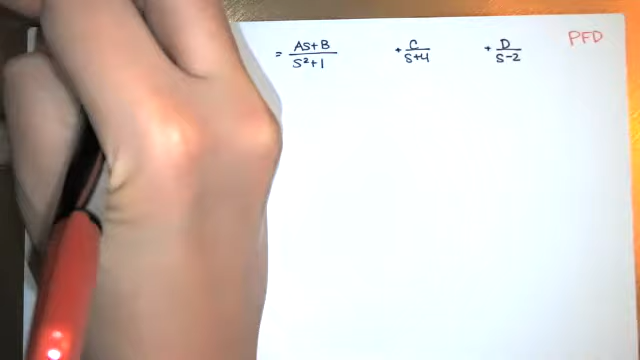 = As+B / s²+1 + C / s+4 + D / s-2
PFD